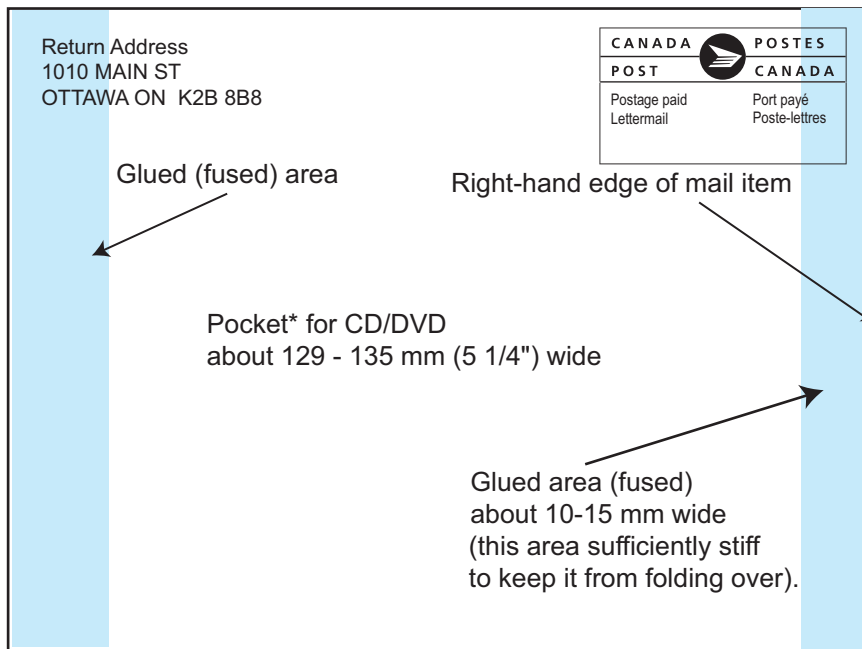 Return Address
1010 MAIN ST
OTTAWA ON K2B 8B8
CANADA POSTES
POST CANADA
Postage paid Port payé
Lettermail Poste-lettres
Glued (fused) area
Right-hand edge of mail item
Pocket* for CD/DVD
about 129 - 135 mm (5 1/4") wide
Glued area (fused)
about 10-15 mm wide
(this area sufficiently stiff
to keep it from folding over).